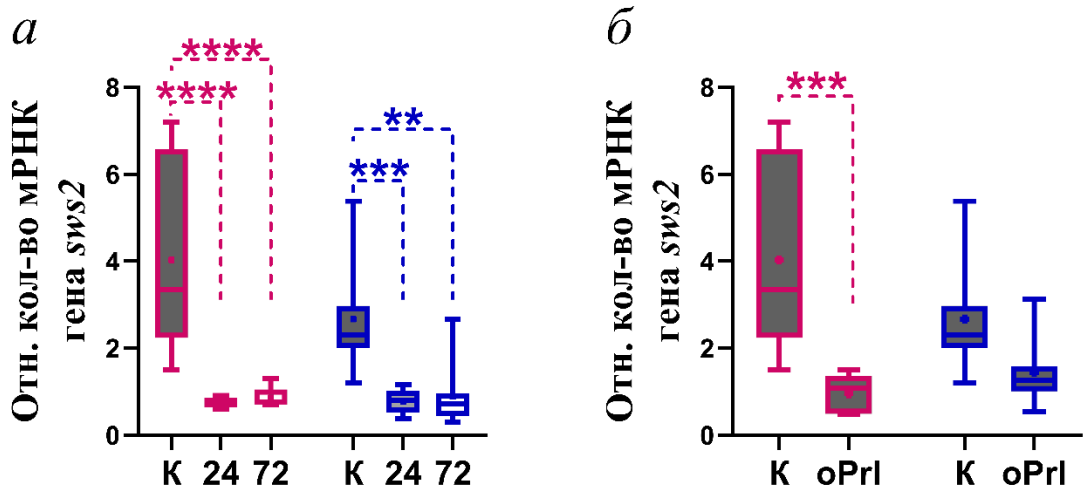 а
б
****
****
**
***
***
Отн. кол-во мРНК
гена sws2
8
6
4
2
0
К 24 72 К 24 72
Отн. кол-во мРНК
гена sws2
8
6
4
2
0
К oPrl К oPrl